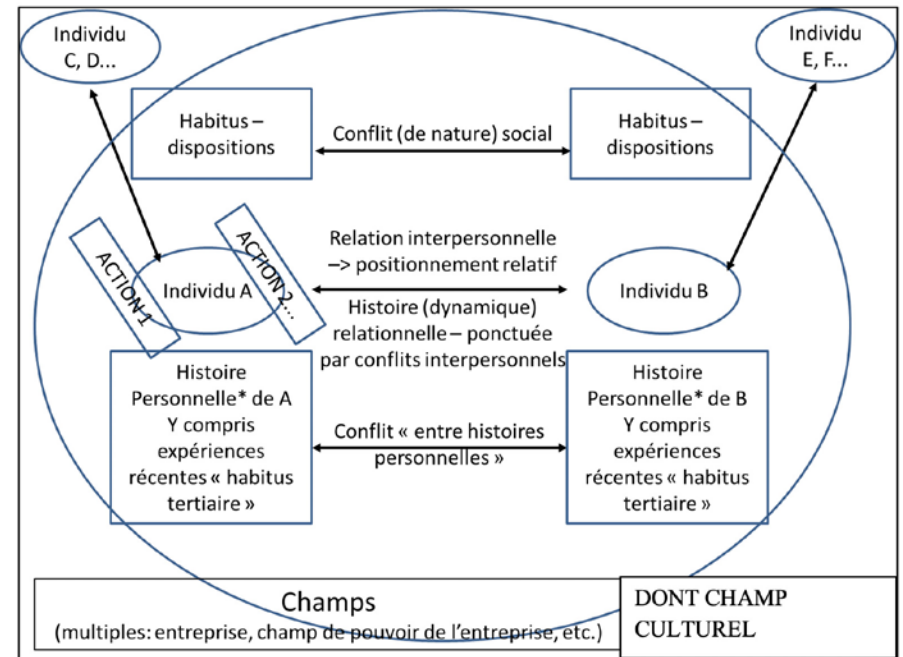 Individu
C, D...
Individu
E, F...
Habitus –
dispositions
Conflit (de nature) social
Habitus –
dispositions
ACTION 1
Individu A
ACTION 2...
Relation interpersonnelle
–> positionnement relatif
Histoire (dynamique)
relationnelle – ponctuée
par conflits interpersonnels
Individu B
Histoire
Personnelle* de A
Y compris
expériences
récentes « habitus
tertiaire »
Conflit « entre histoires
personnelles »
Histoire
Personnelle* de B
Y compris
expériences
récentes « habitus
tertiaire »
Champs
(multiples: entreprise, champ de pouvoir de l’entreprise, etc.)
DONT CHAMP
CULTUREL